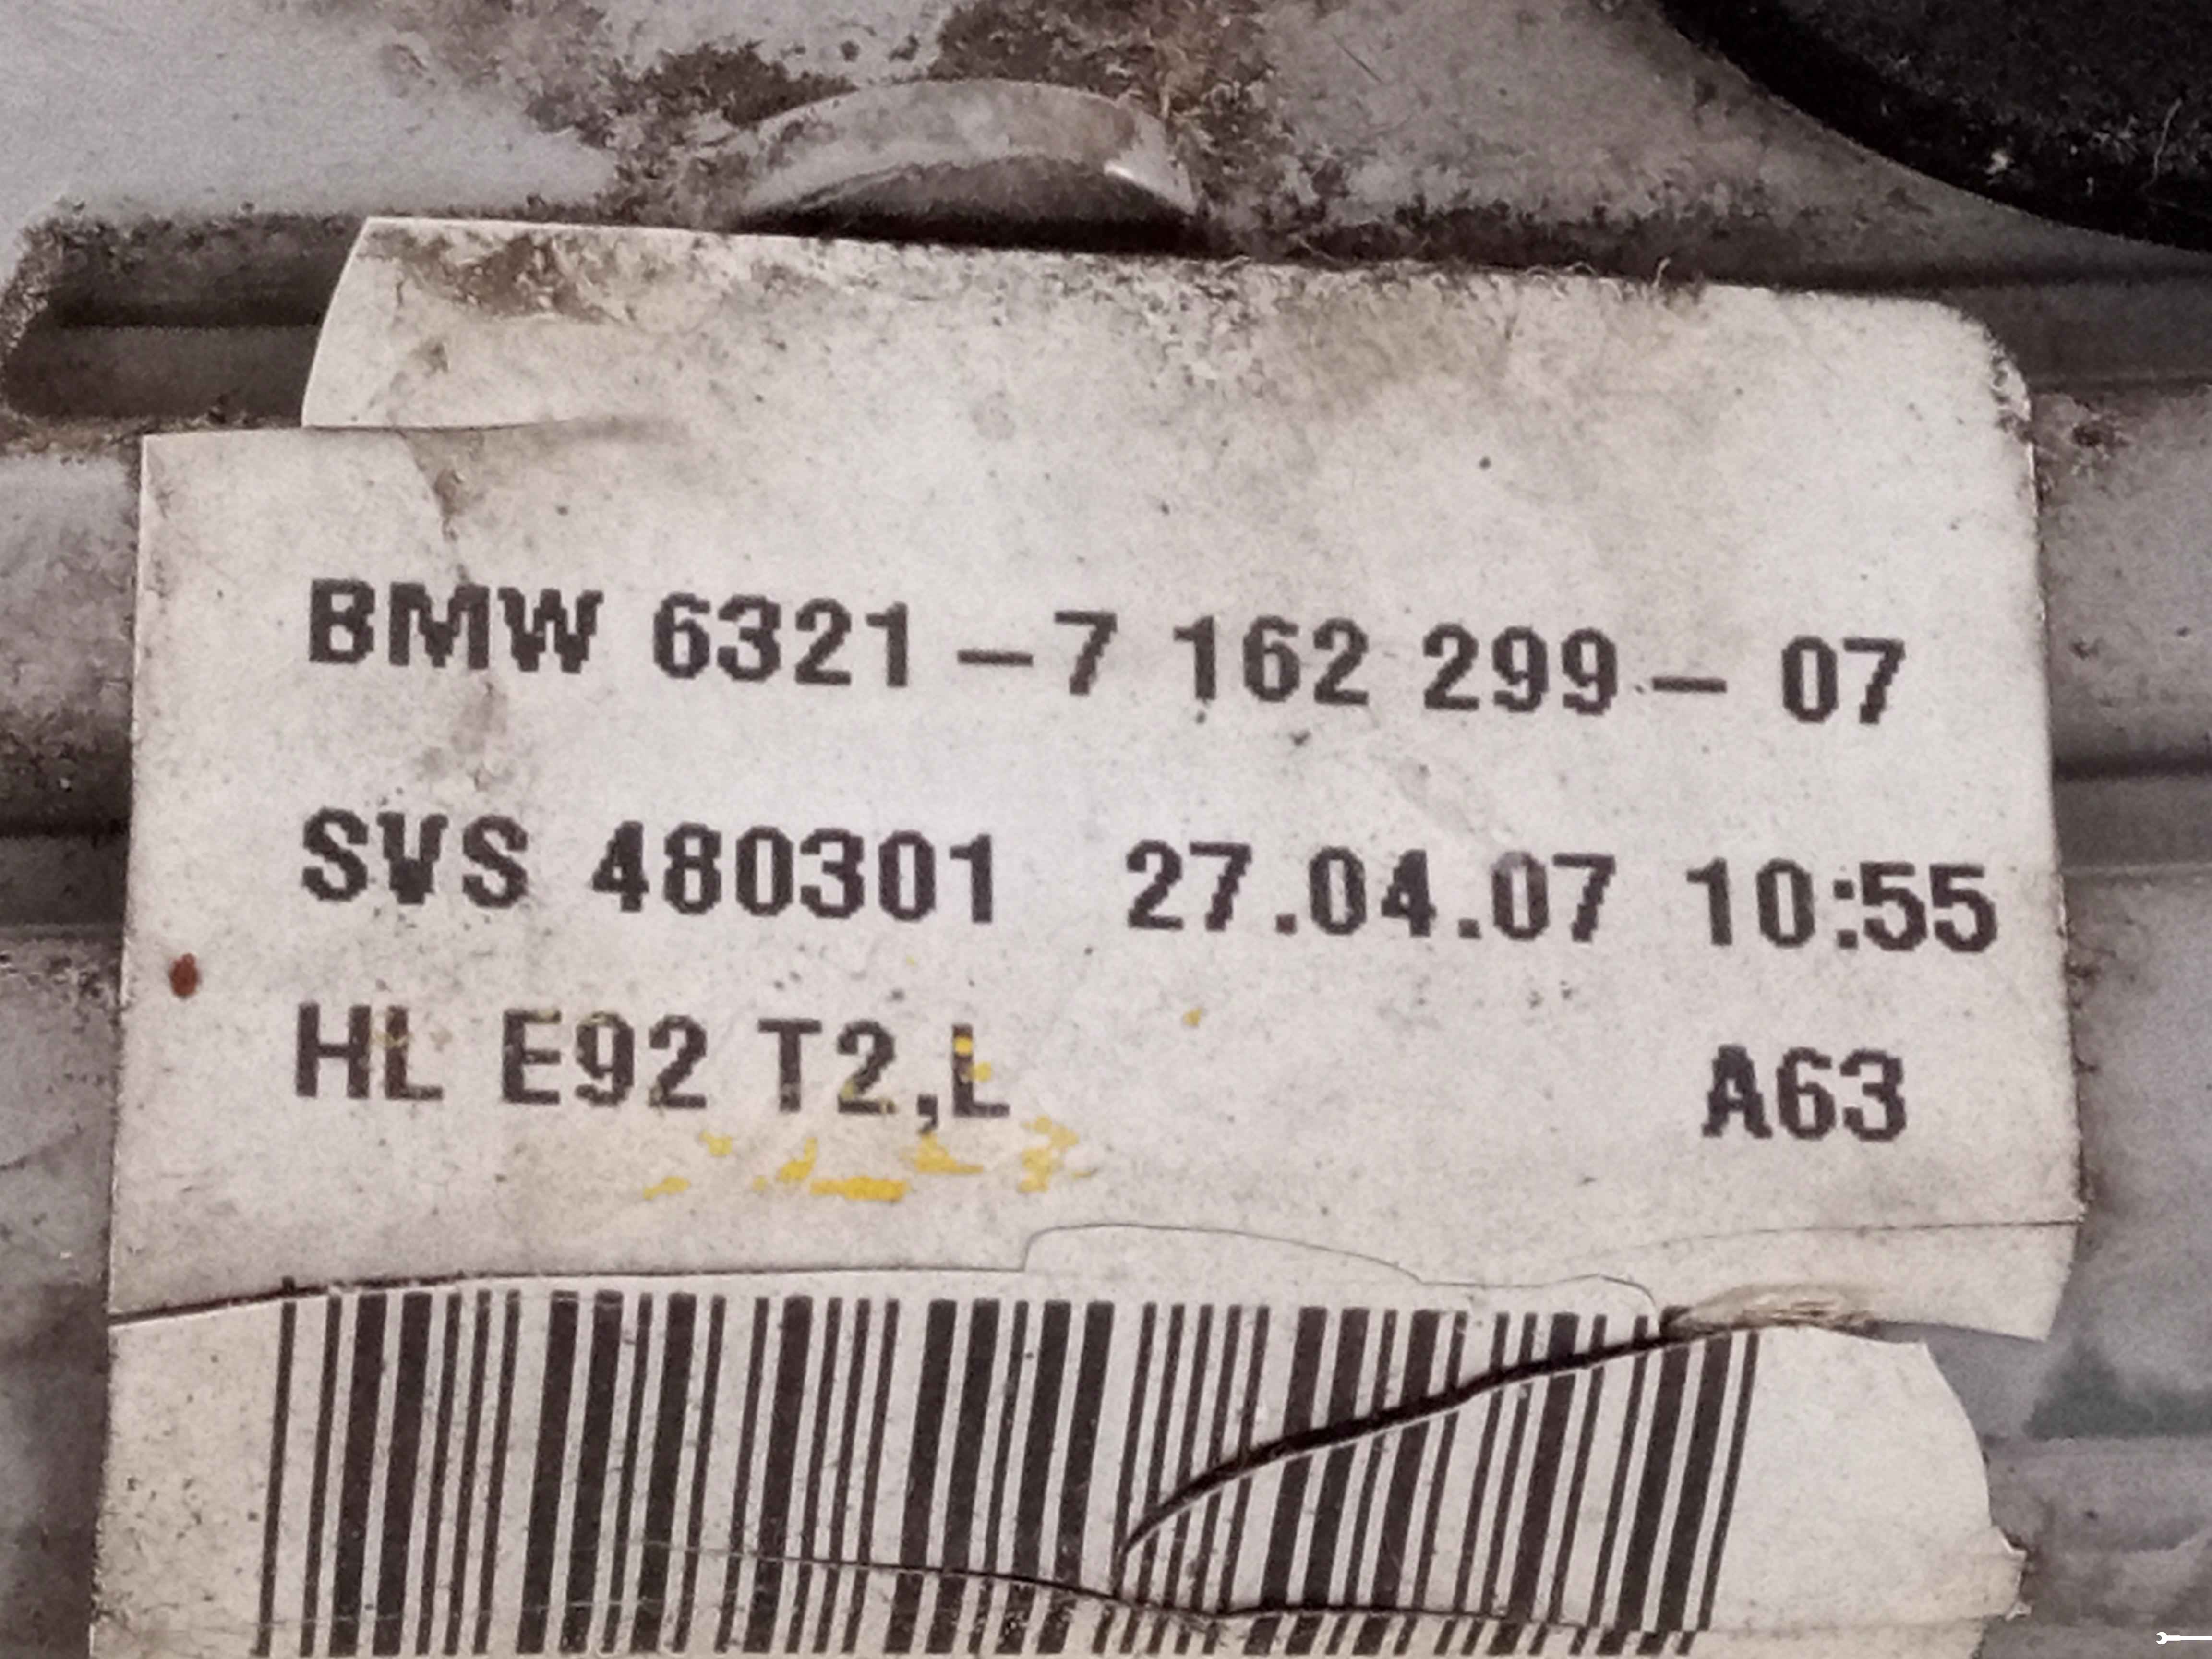 BMW 6321-7 162 299- 07
SVS 480301 27.04.07 10:55
HL E92 T2,L A63